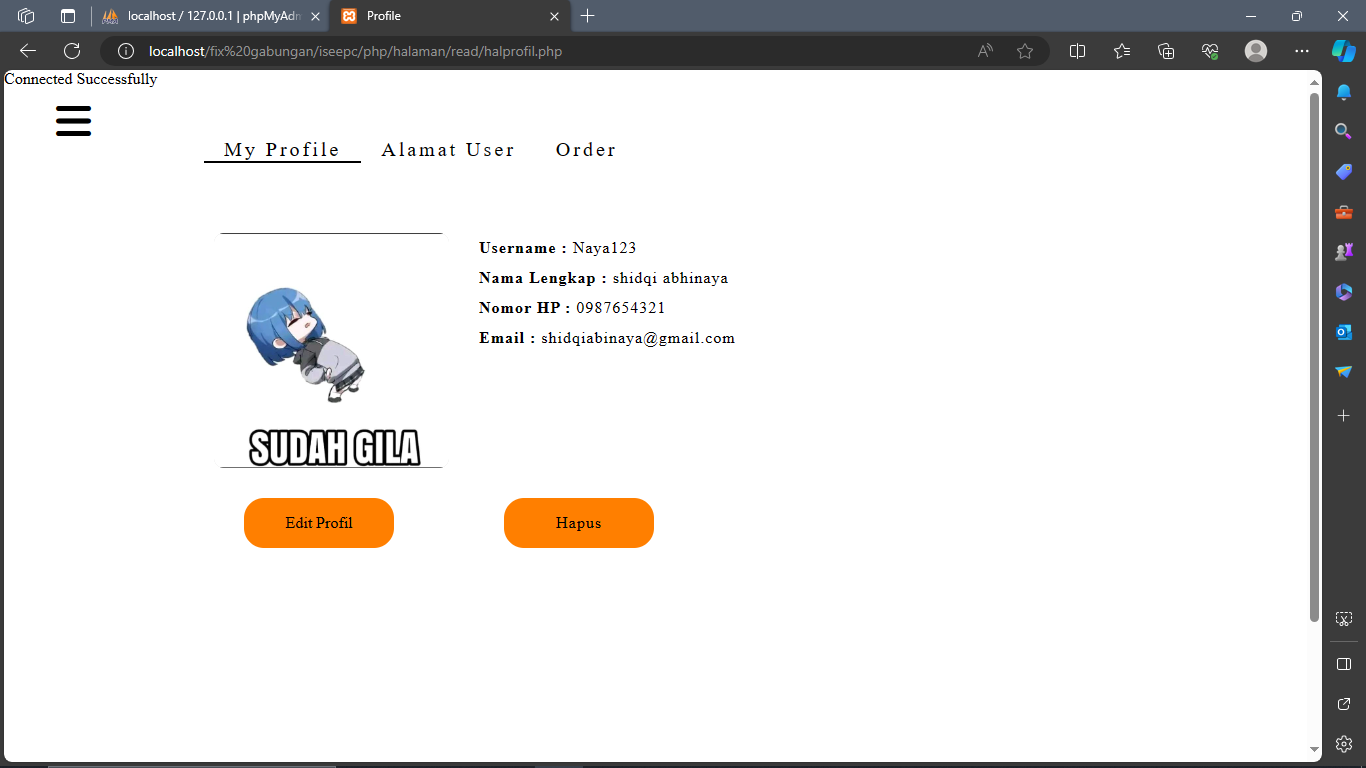 localhost / 127.0.0.1 | phpMyAdm
Profile
localhost/fix%20gabungan/iseepc/php/halaman/read/halprofil.php
Connected Successfully
My Profile Alamat User Order
Username : Naya123
Nama Lengkap : shidqi abhinaya
Nomor HP : 0987654321
Email : shidqiabinaya@gmail.com
SUDAH GILA
Edit Profil Hapus